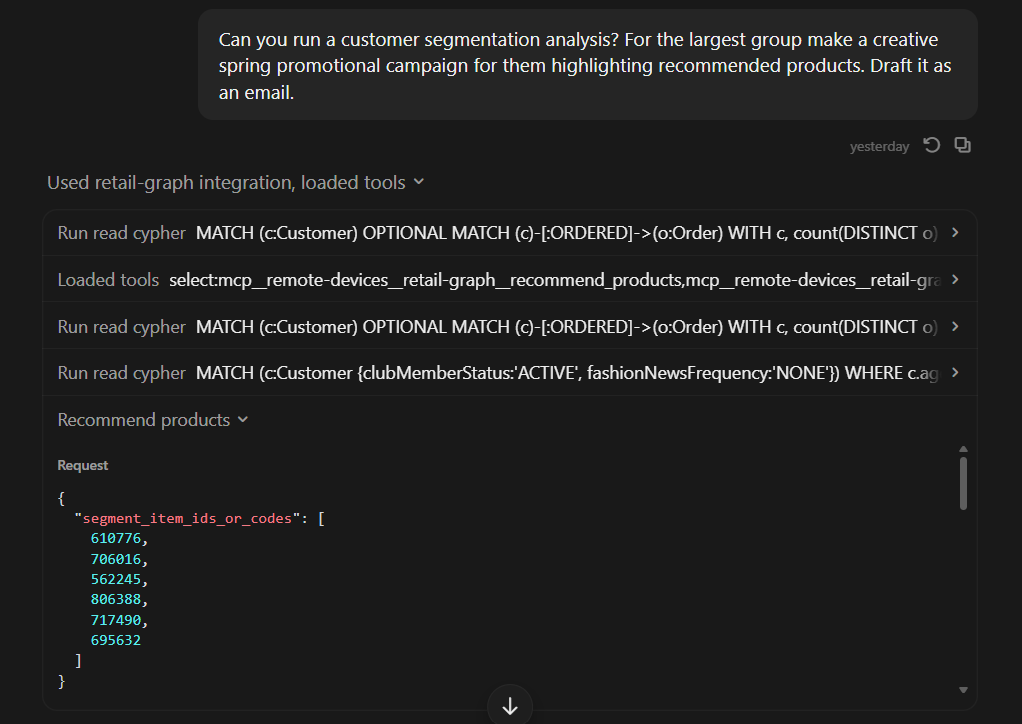 Can you run a customer segmentation analysis? For the largest group make a creative
spring promotional campaign for them highlighting recommended products. Draft it as
an email.
yesterday
Used retail-graph integration, loaded tools
Run read cypher MATCH (c:Customer) OPTIONAL MATCH (c)-[:ORDERED]->(o:Order) WITH c, count(DISTINCT o)
Loaded tools select:mcp__remote-devices__retail-graph__recommend_products,mcp__remote-devices__retail-gra
Run read cypher MATCH (c:Customer) OPTIONAL MATCH (c)-[:ORDERED]->(o:Order) WITH c, count(DISTINCT o)
Run read cypher MATCH (c:Customer {clubMemberStatus:'ACTIVE', fashionNewsFrequency:'NONE'}) WHERE c.ag
Recommend products
Request
{
"segment_item_ids_or_codes": [
610776,
706016,
562245,
806388,
717490,
695632
]
}